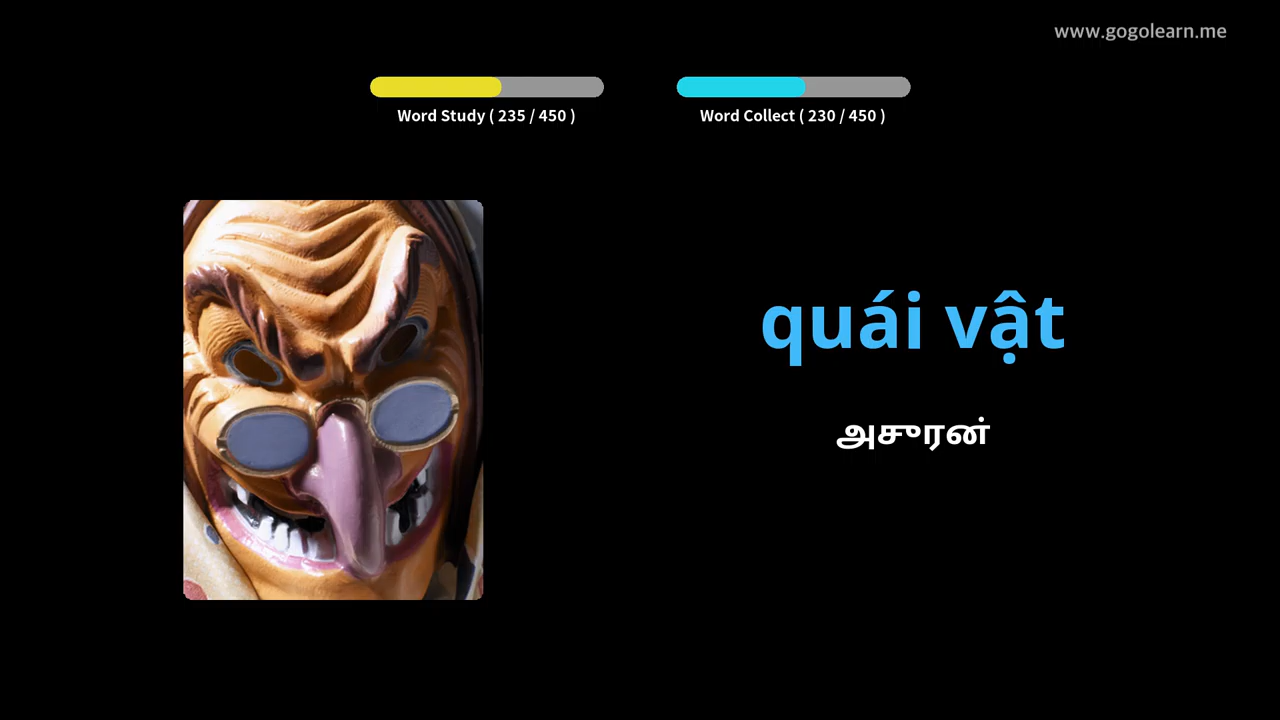 www.gogolearn.me
Word Study ( 235 / 450 )
Word Collect ( 230 / 450 )
quái vật
அசுரன்